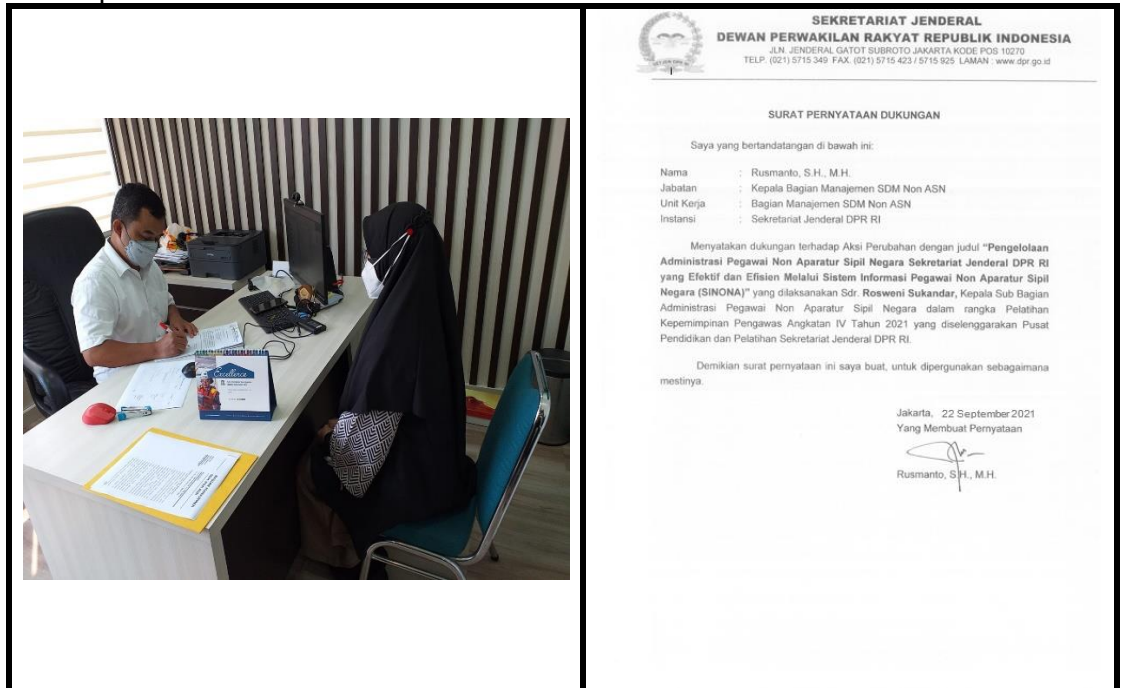 Excellence
SEKRETARIAT JENDERAL
DEWAN PERWAKILAN RAKYAT REPUBLIK INDONESIA
JLN. JENDERAL GATOT SUBROTO JAKARTA KODE POS 10270
TELP. (021) 5715 349 FAX. (021) 5715 423 / 5715 925 LAMAN : www.dpr.go.id
SURAT PERNYATAAN DUKUNGAN
Saya yang bertandatangan di bawah ini:
Nama : Rusmanto, S.H., M.H.
Jabatan : Kepala Bagian Manajemen SDM Non ASN
Unit Kerja : Bagian Manajemen SDM Non ASN
Instansi : Sekretariat Jenderal DPR RI
Menyatakan dukungan terhadap Aksi Perubahan dengan judul “Pengelolaan
Administrasi Pegawai Non Aparatur Sipil Negara Sekretariat Jenderal DPR RI
yang Efektif dan Efisien Melalui Sistem Informasi Pegawai Non Aparatur Sipil
Negara (SINONA)” yang dilaksanakan Sdr. Rosweni Sukandar, Kepala Sub Bagian
Administrasi Pegawai Non Aparatur Sipil Negara dalam rangka Pelatihan
Kepemimpinan Pengawas Angkatan IV Tahun 2021 yang diselenggarakan Pusat
Pendidikan dan Pelatihan Sekretariat Jenderal DPR RI.
Demikian surat pernyataan ini saya buat, untuk dipergunakan sebagaimana
mestinya.
Jakarta, 22 September 2021
Yang Membuat Pernyataan
Rusmanto, S.H., M.H.